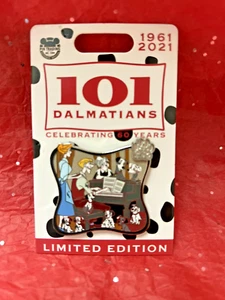 1961
2021
101
DALMATIANS
CELEBRATING 60 YEARS
LIMITED EDITION